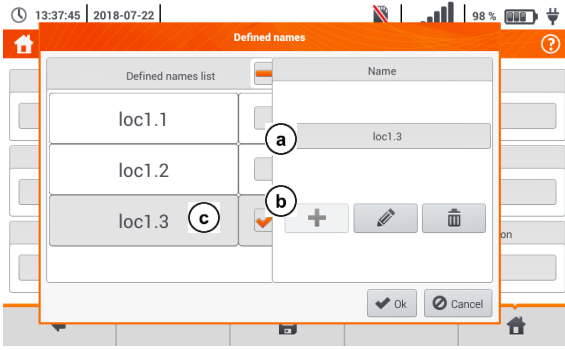 13:37:45 2018-07-22 98 %
Defined names
?
Defined names list Name
loc1.1
a loc1.3
loc1.2
b
loc1.3 c
on
Ok Cancel